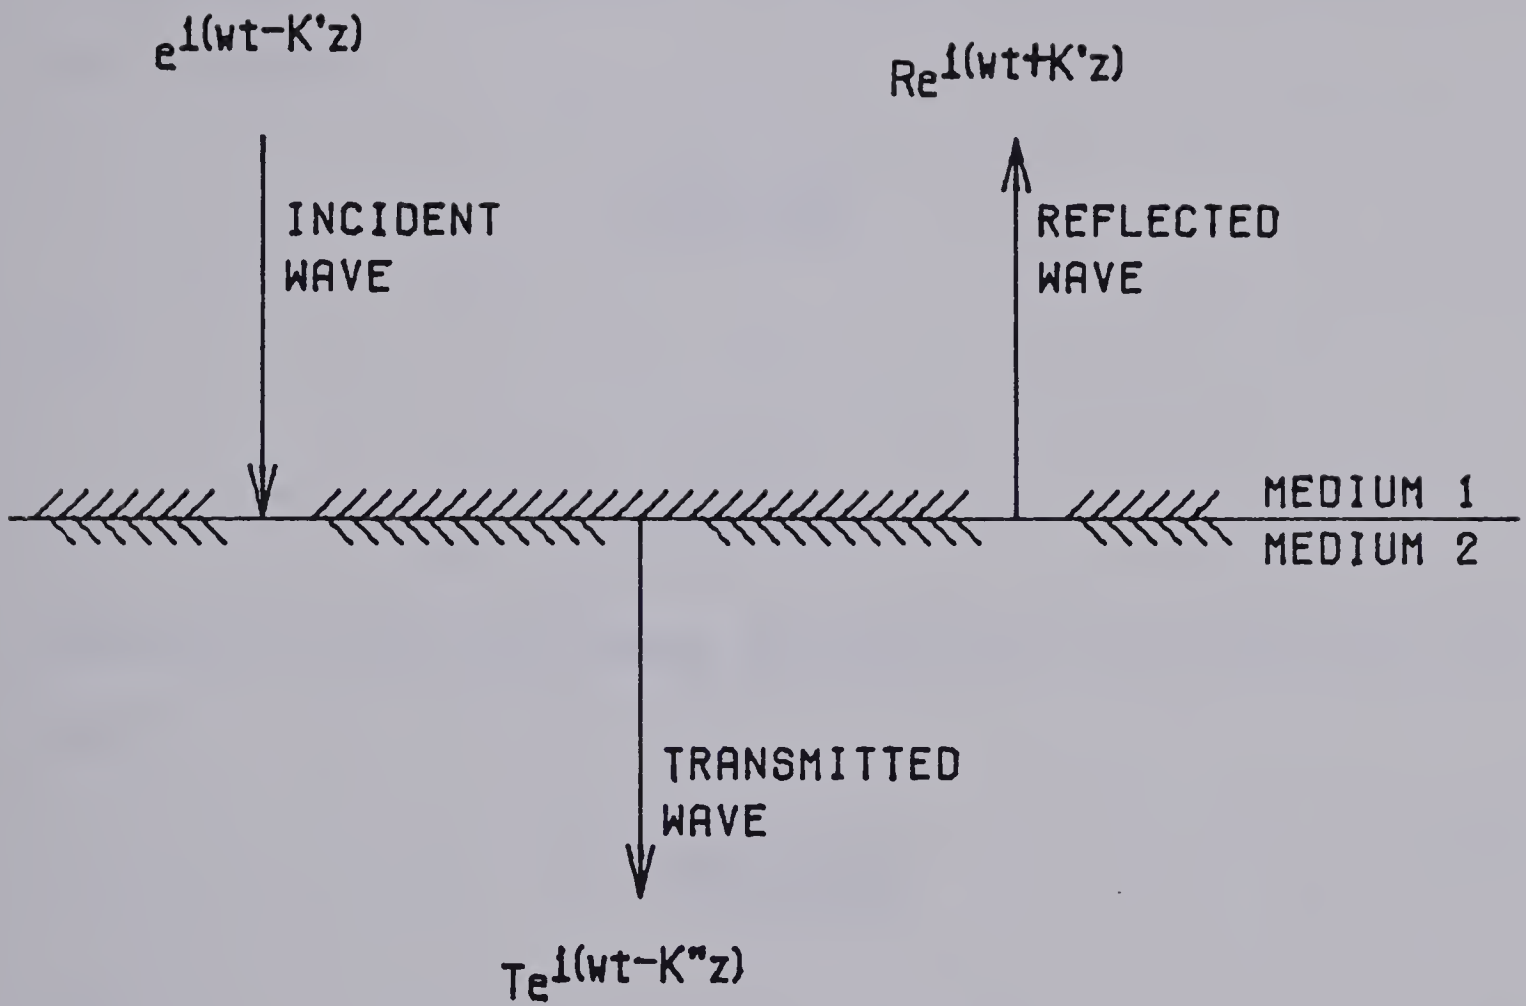 e^i(wt-K'z)
Re^i(wt+K'z)
INCIDENT
WAVE
REFLECTED
WAVE
MEDIUM 1
MEDIUM 2
TRANSMITTED
WAVE
Te^i(wt-K"z)